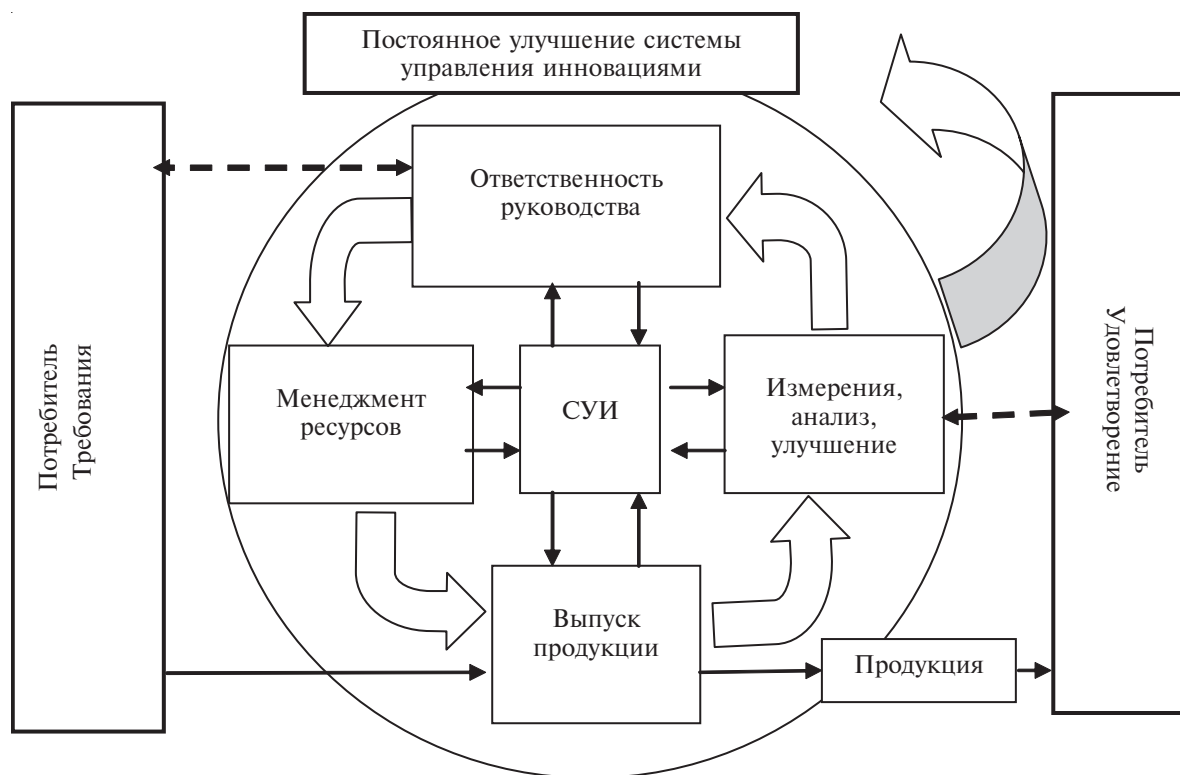 Постоянное улучшение системы
управления инновациями
Потребитель
Требования
Ответственность
руководства
Менеджмент
ресурсов
СУИ
Измерения,
анализ,
улучшение
Потребитель
Удовлетворение
Выпуск
продукции
Продукция